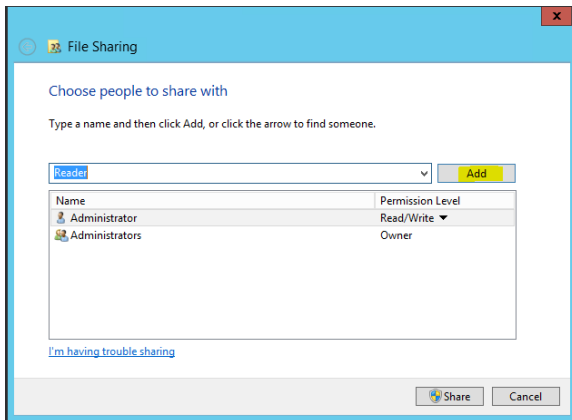 x
File Sharing
Choose people to share with
Type a name and then click Add, or click the arrow to find someone.
Reader Add
Name Permission Level
Administrator Read/Write
Administrators Owner
I'm having trouble sharing
Share Cancel